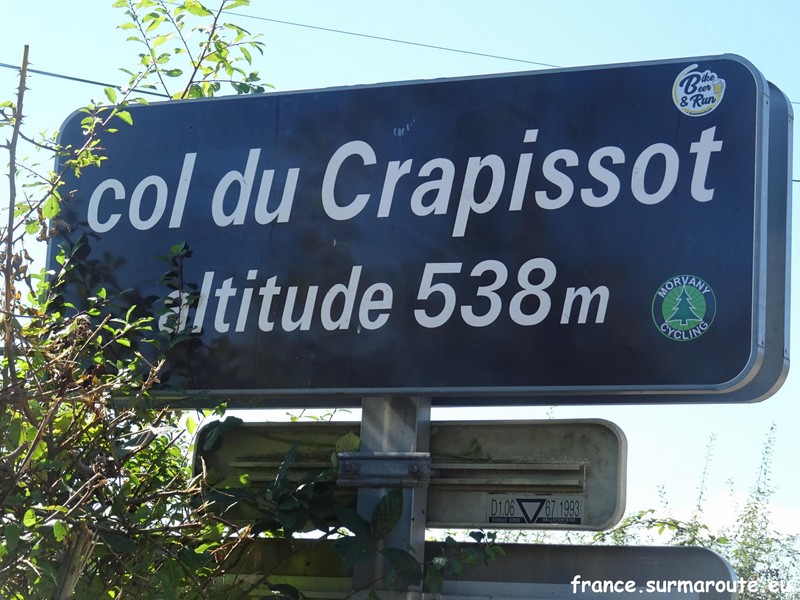 Bike
Beer
& Run
col du Crapissot
altitude 538m
MORVANY
CYCLING
D1.06 67 1993
france.surmaroute.eu